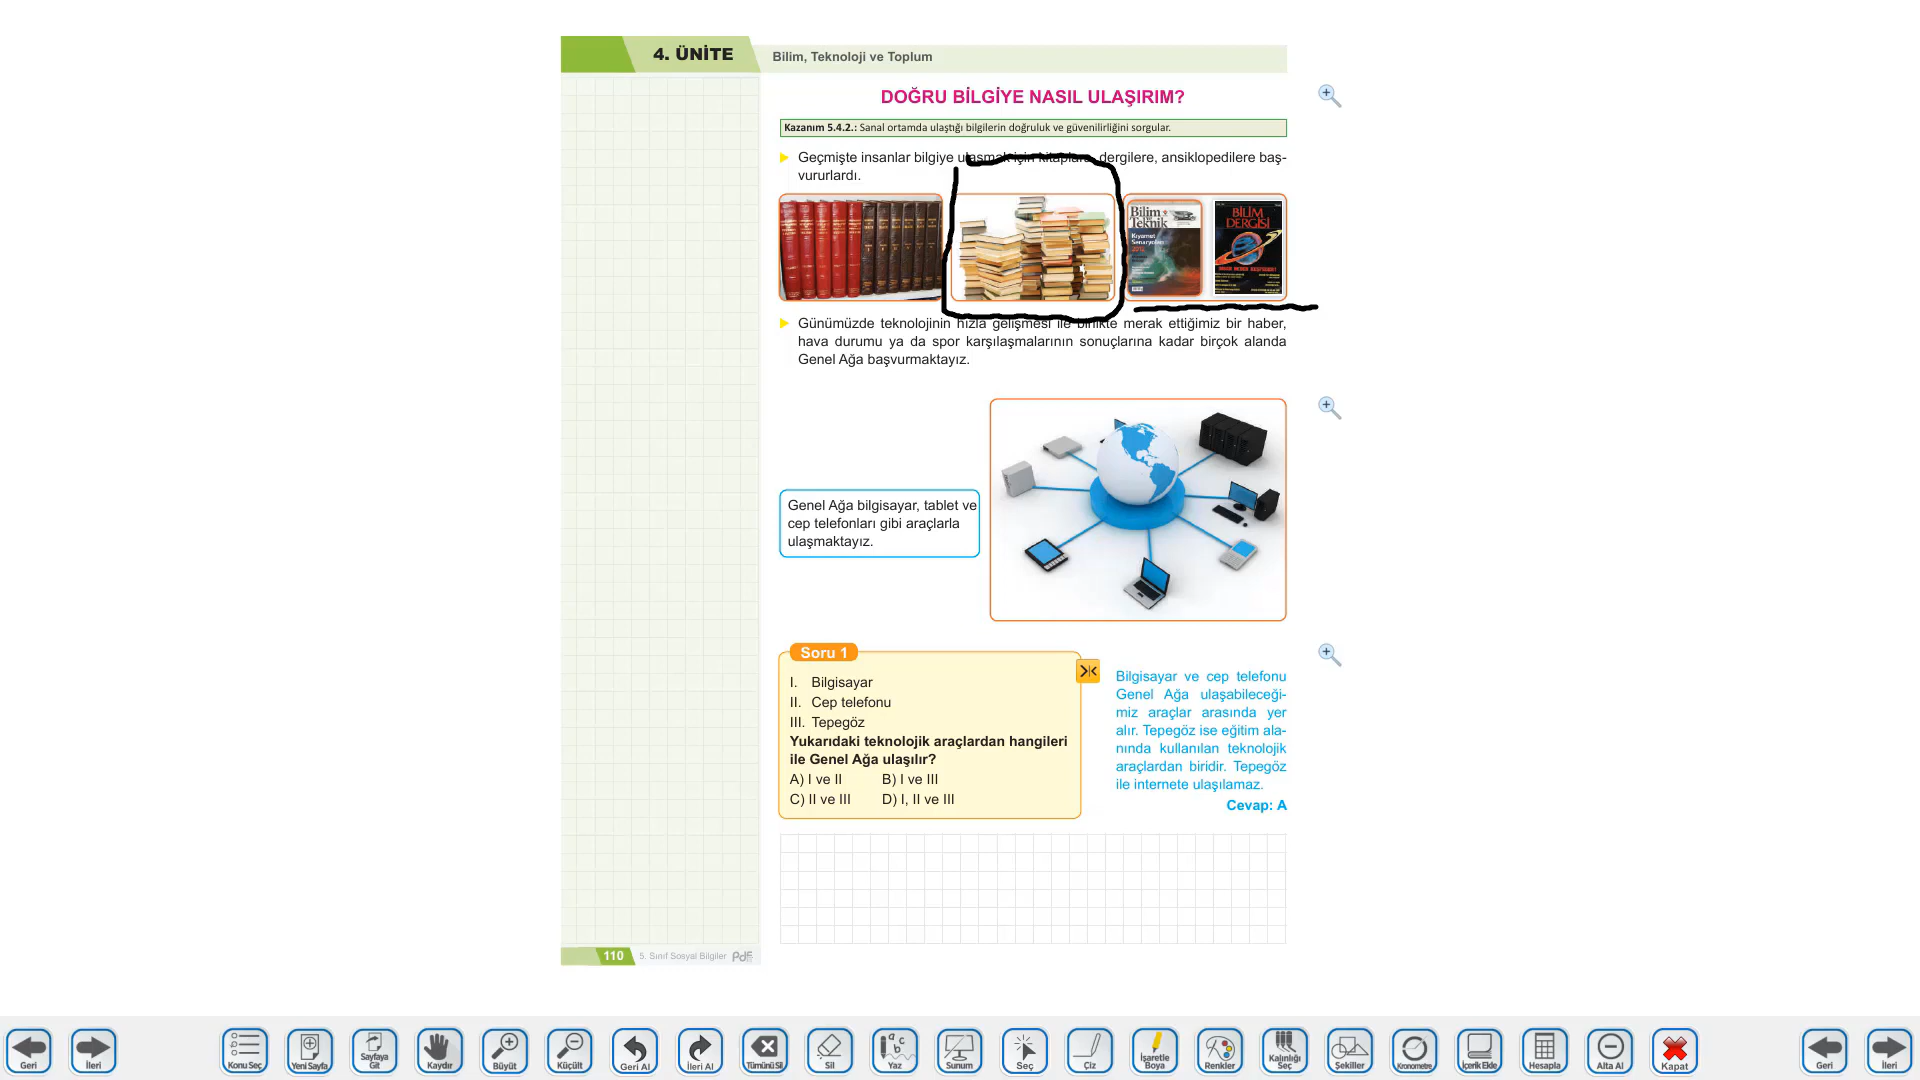 4. ÜNİTE
Bilim, Teknoloji ve Toplum
DOĞRU BİLGİYE NASIL ULAŞIRIM?
Kazanım 5.4.2.: Sanal ortamda ulaştığı bilgilerin doğruluk ve güvenilirliğini sorgular.
Geçmişte insanlar bilgiye ulaşmak için kitaplara, dergilere, ansiklopedilere baş-
vururlardı.
Bilim ve Teknik
Kıyamet
Senaryoları
2012
BİLİM
DERGİSİ
Günümüzde teknolojinin hızla gelişmesi ile birlikte merak ettiğimiz bir haber,
hava durumu ya da spor karşılaşmalarının sonuçlarına kadar birçok alanda
Genel Ağa başvurmaktayız.
Genel Ağa bilgisayar, tablet ve
cep telefonları gibi araçlarla
ulaşmaktayız.
Soru 1
I. Bilgisayar
II. Cep telefonu
III. Tepegöz
Yukarıdaki teknolojik araçlardan hangileri
ile Genel Ağa ulaşılır?
A) I ve II B) I ve III
C) II ve III D) I, II ve III
Bilgisayar ve cep telefonu
Genel Ağa ulaşabileceği-
miz araçlar arasında yer
alır. Tepegöz ise eğitim ala-
nında kullanılan teknolojik
araçlardan biridir. Tepegöz
ile internete ulaşılamaz.
Cevap: A
110 5. Sınıf Sosyal Bilgiler
Geri İleri Konu Seç Yeni Sayfa Sayfaya Git Kaydır Büyüt Küçült Geri Al İleri Al Tümünü Sil Sil Yaz Sunum Seç Çiz İşaretle Boya Renkler Kalınlığı Seç Şekiller Kronometre İçerik Ekle Hesapla Alta Al Kapat Geri İleri